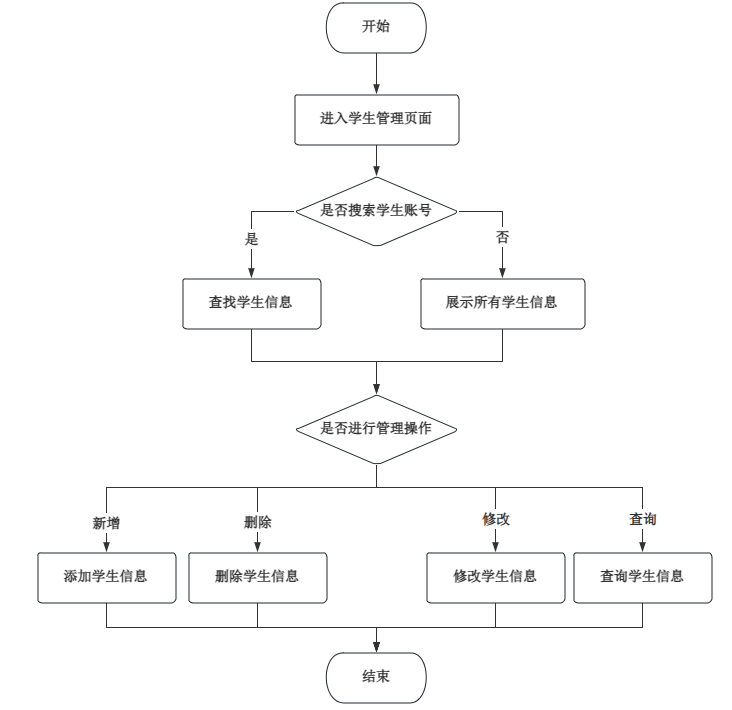 开始
进入学生管理页面
是否搜索学生账号
是
否
查找学生信息
展示所有学生信息
是否进行管理操作
新增
删除
修改
查询
添加学生信息
删除学生信息
修改学生信息
查询学生信息
结束